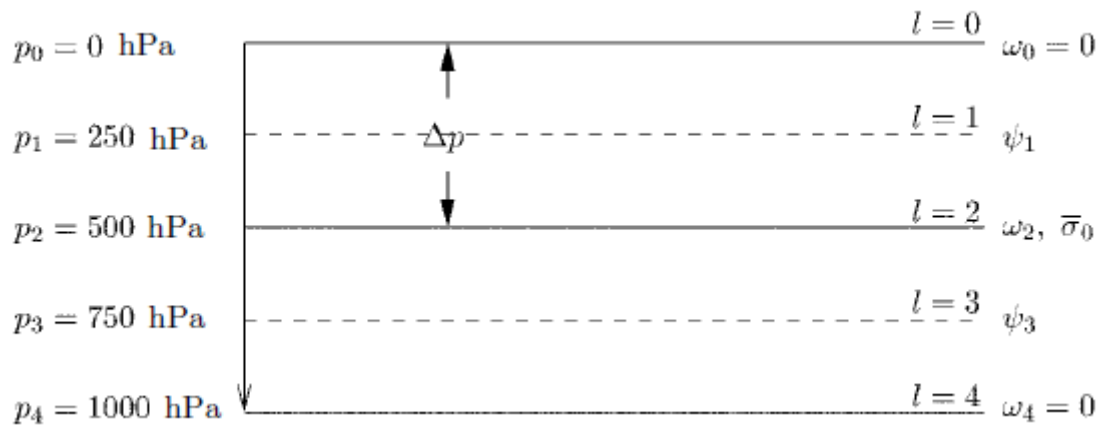 p₀ = 0 hPa l = 0 ω₀ = 0
p₁ = 250 hPa Δp l = 1 ψ₁
p₂ = 500 hPa l = 2 ω₂, σ̅₀
p₃ = 750 hPa l = 3 ψ₃
p₄ = 1000 hPa l = 4 ω₄ = 0